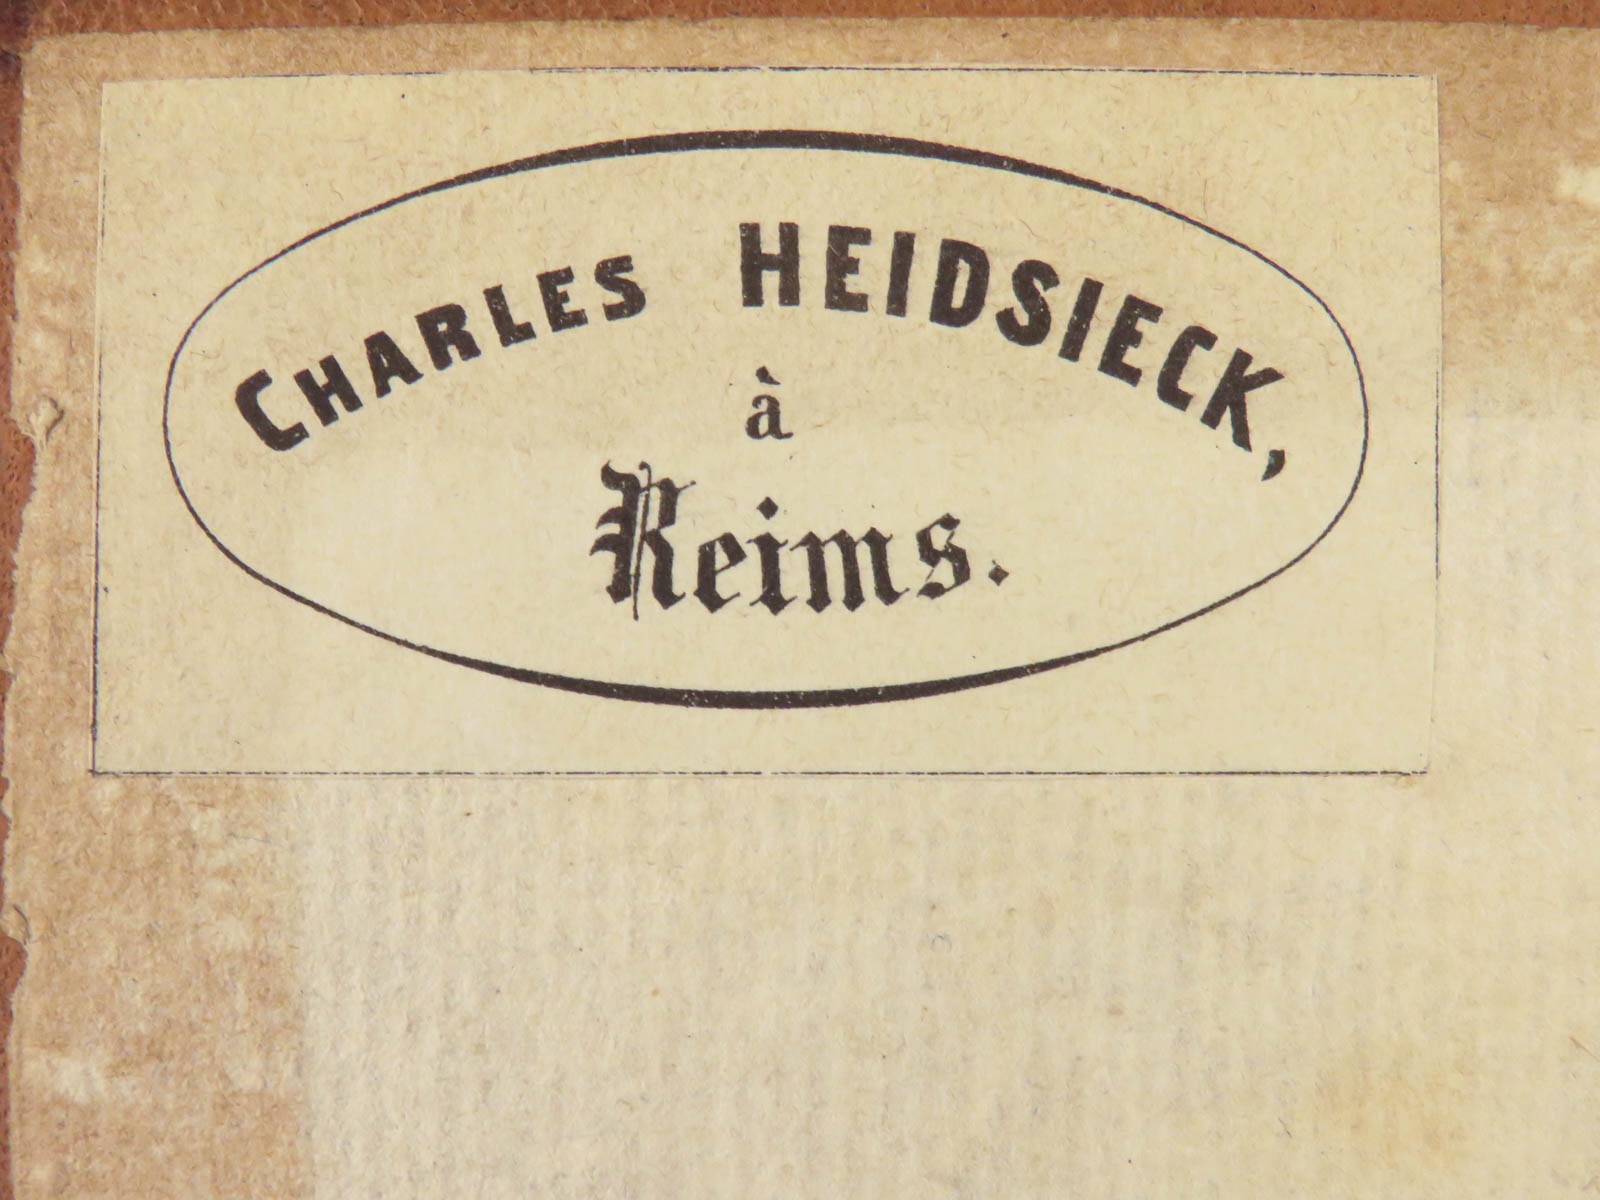 CHARLES HEIDSIECK,
à
Reims.